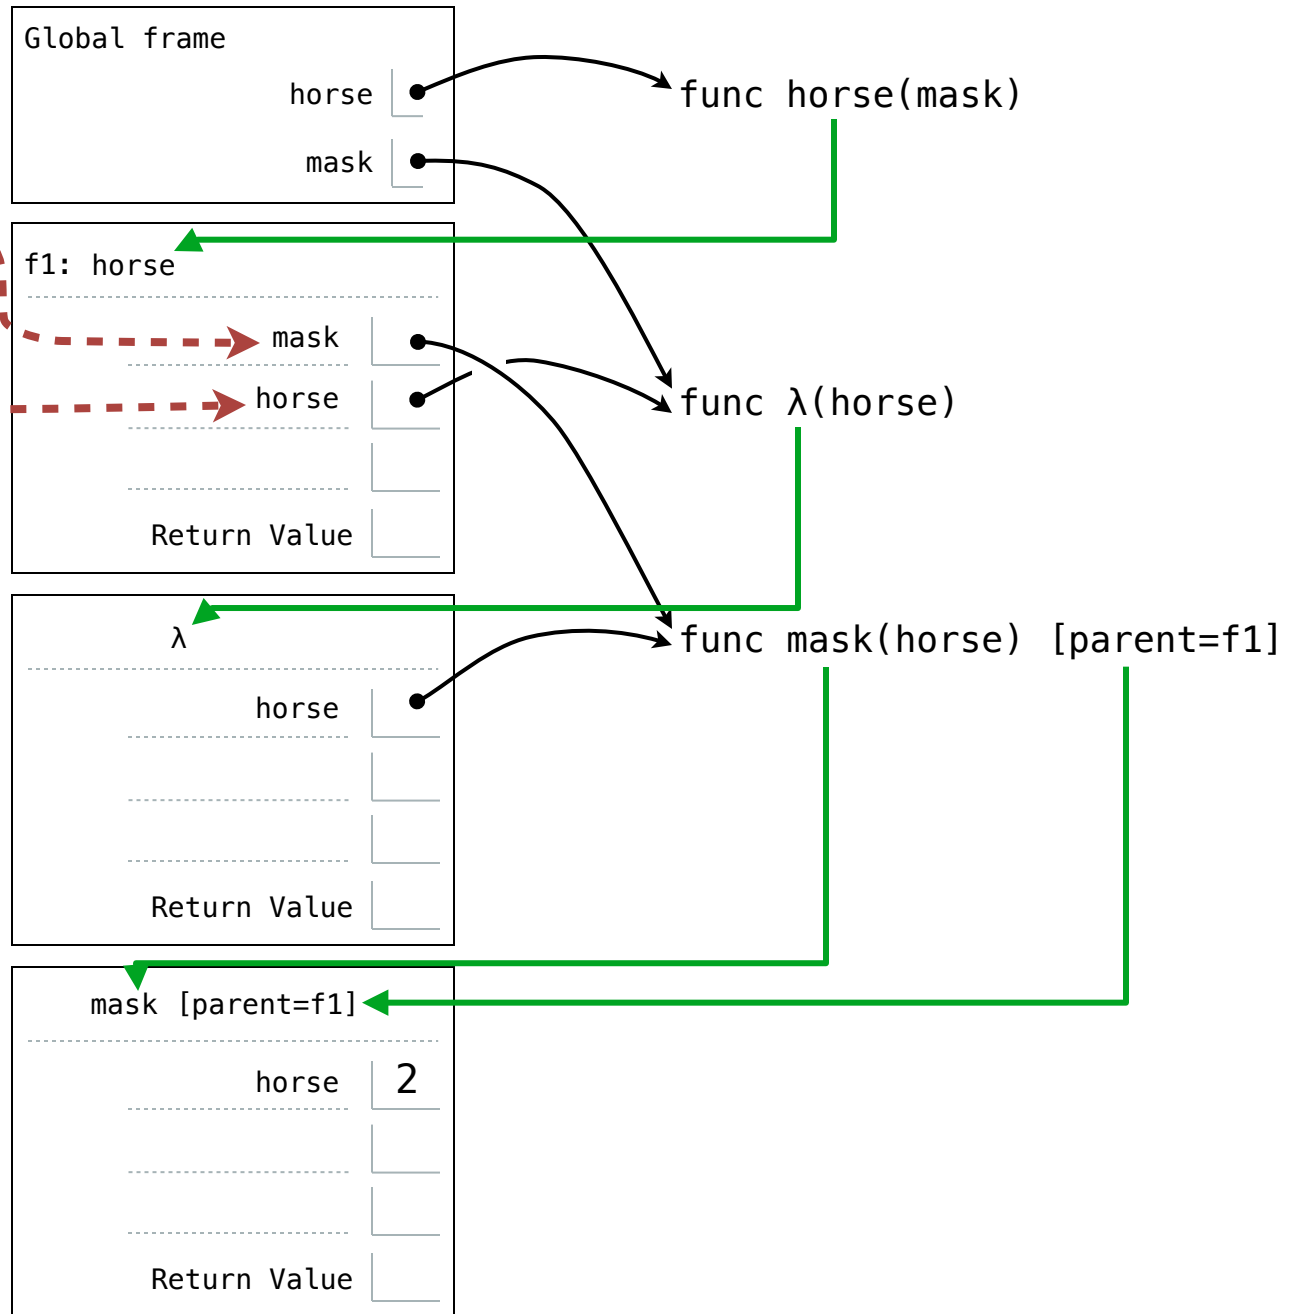 Global frame
horse
func horse(mask)
mask
f1: horse
mask
horse
func λ(horse)
Return Value
λ
func mask(horse) [parent=f1]
horse
Return Value
mask [parent=f1]
horse 2
Return Value